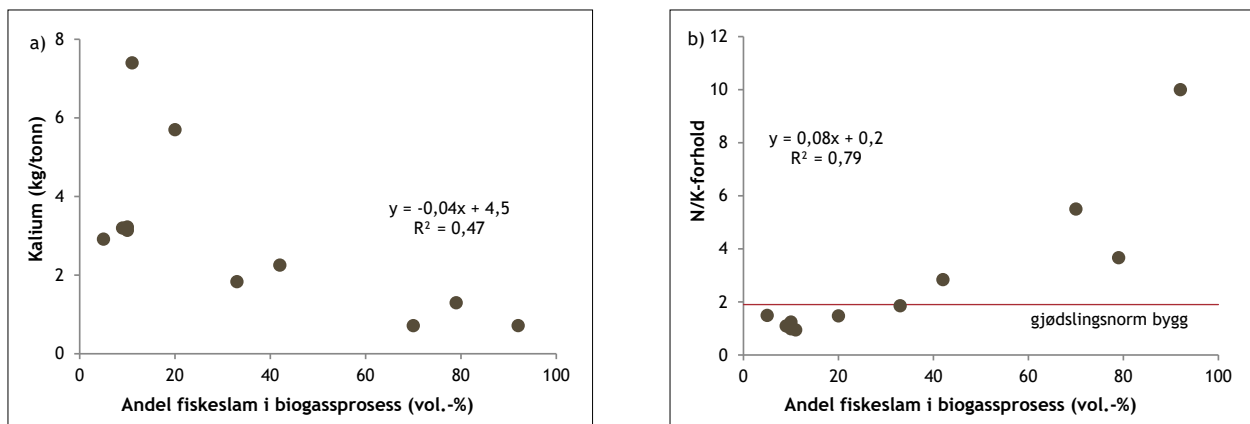 a)
8
6
4
2
0
Kalium (kg/tonn)
y = -0,04x + 4,5
R² = 0,47
0 20 40 60 80 100
Andel fiskeslam i biogassprosess (vol.-%)
b)
12
10
8
6
4
2
0
N/K-forhold
y = 0,08x + 0,2
R² = 0,79
gjødslingsnorm bygg
0 20 40 60 80 100
Andel fiskeslam i biogassprosess (vol.-%)